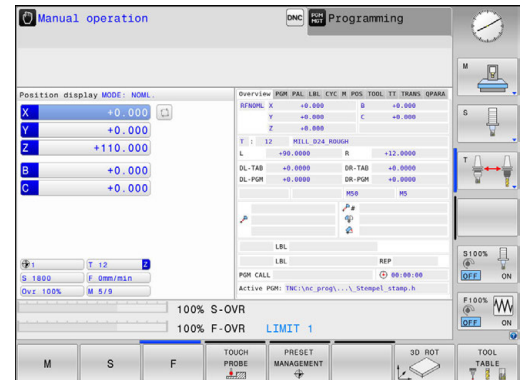 Manual operation
DNC
PGM MGT
Programming
Position display MODE: NOML.
X +0.000
Y +0.000
Z +110.000
B +0.000
C +0.000
1
T 12 Z
S 1800
F 0mm/min
Ovr 100%
M 5/9
Overview PGM PAL LBL CYC M POS TOOL TT TRANS QPARA
RFNOML X +0.000 B +0.000
Y +0.000 C +0.000
Z +0.000
T : 12 MILL_D24_ROUGH
L +90.0000 R +12.0000
DL-TAB +0.0000 DR-TAB +0.0000
DL-PGM +0.0000 DR-PGM +0.0000
M50 M5
P#
P
LBL
LBL REP
PGM CALL 00:00:00
Active PGM: TNC:\nc_prog\...\_Stempel_stamp.h
100% S-OVR
100% F-OVR LIMIT 1
M
S
T
S100%
OFF ON
F100%
OFF ON
M
S
F
TOUCH PROBE
PRESET MANAGEMENT
3D ROT
TOOL TABLE